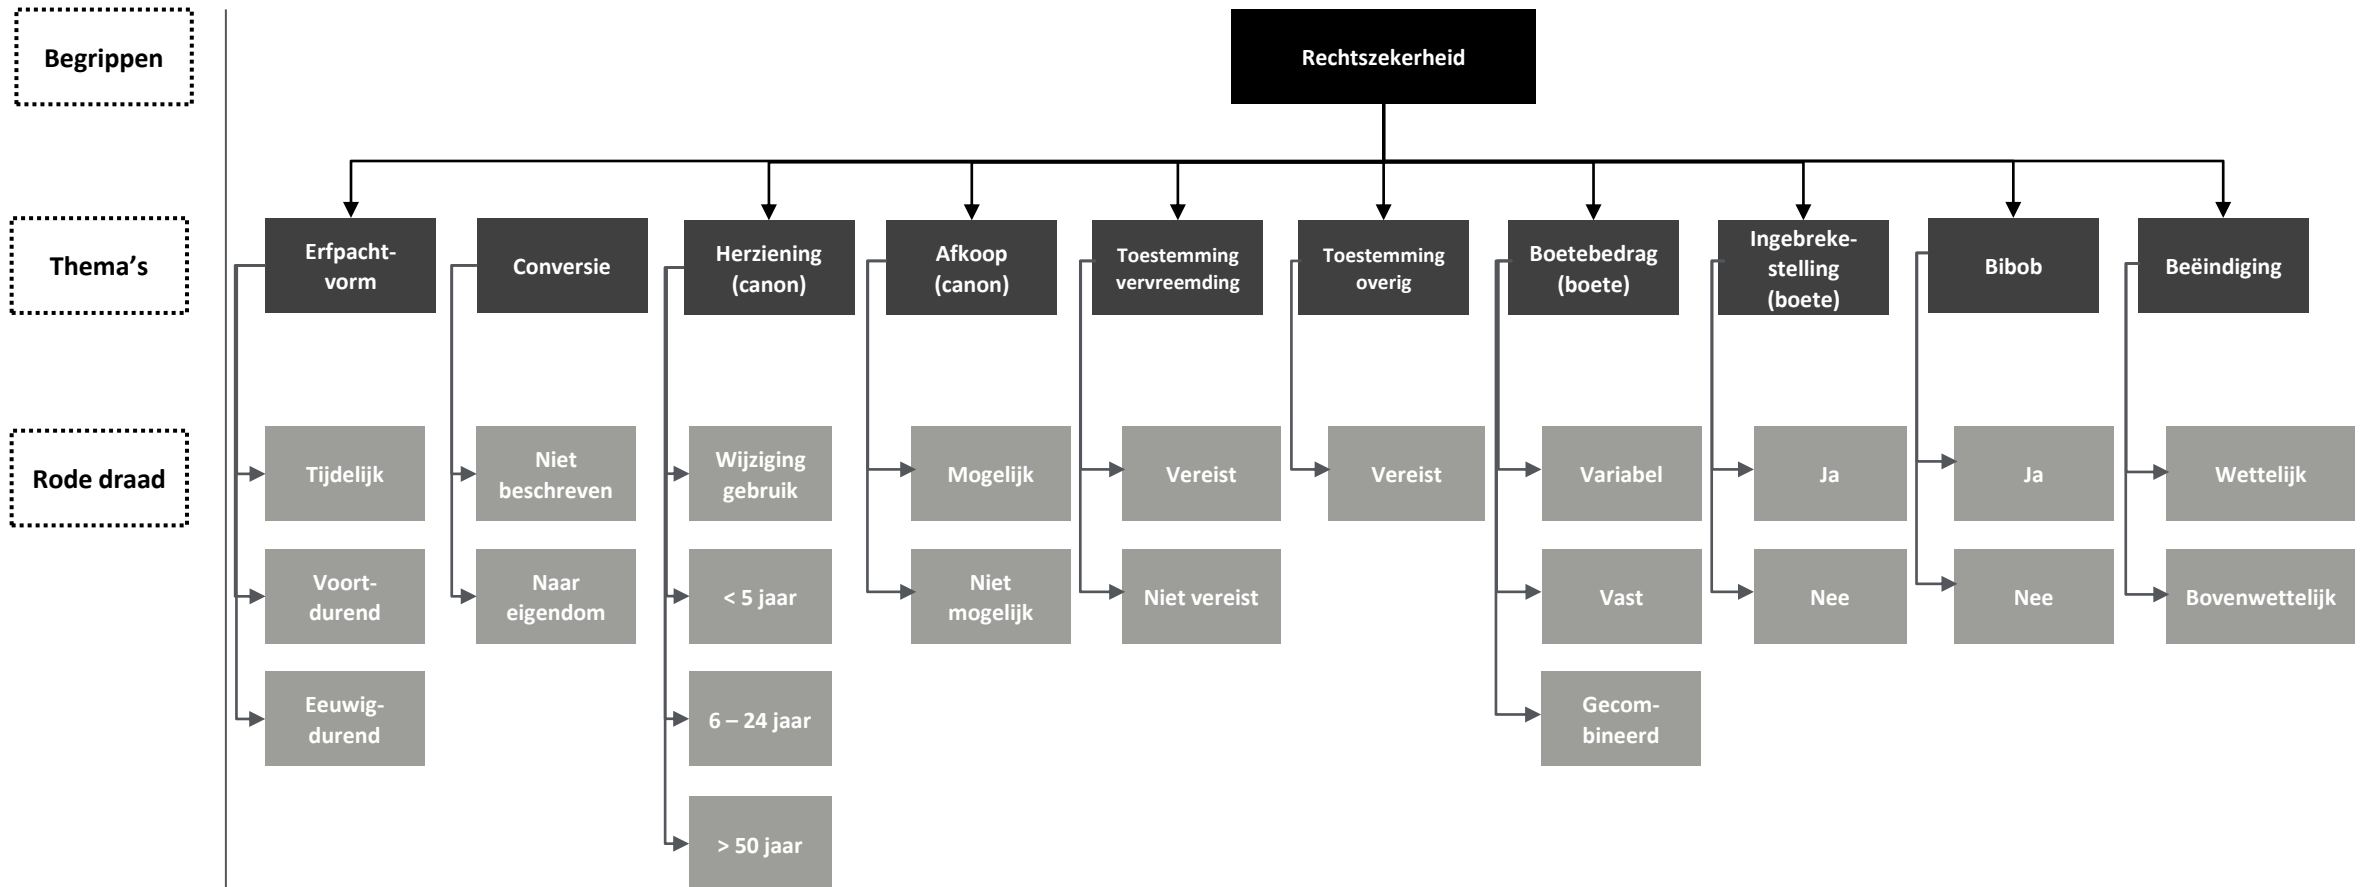 Begrippen
Rechtszekerheid
Thema's
Erfpacht-
vorm
Conversie
Herziening
(canon)
Afkoop
(canon)
Toestemming
vervreemding
Toestemming
overig
Boetebedrag
(boete)
Ingebreke-
stelling
(boete)
Bibob
Beëindiging
Rode draad
Tijdelijk
Niet
beschreven
Wijziging
gebruik
Mogelijk
Vereist
Vereist
Variabel
Ja
Ja
Wettelijk
Voort-
durend
Naar
eigendom
< 5 jaar
Niet
mogelijk
Niet vereist
Vast
Nee
Nee
Bovenwettelijk
Eeuwig-
durend
6 – 24 jaar
Gecom-
bineerd
> 50 jaar